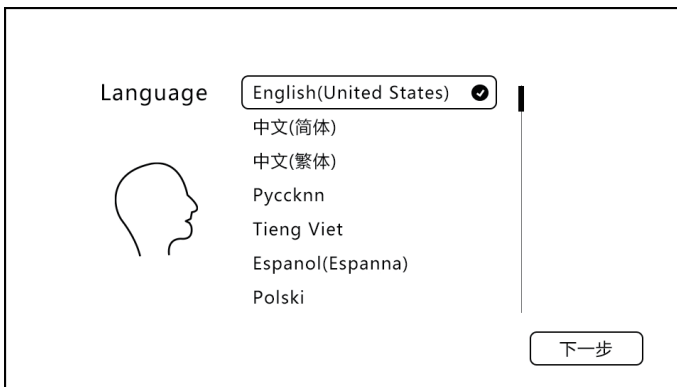 Language
English(United States)
中文(简体)
中文(繁体)
Pyccknn
Tieng Viet
Espanol(Espanna)
Polski
下一步